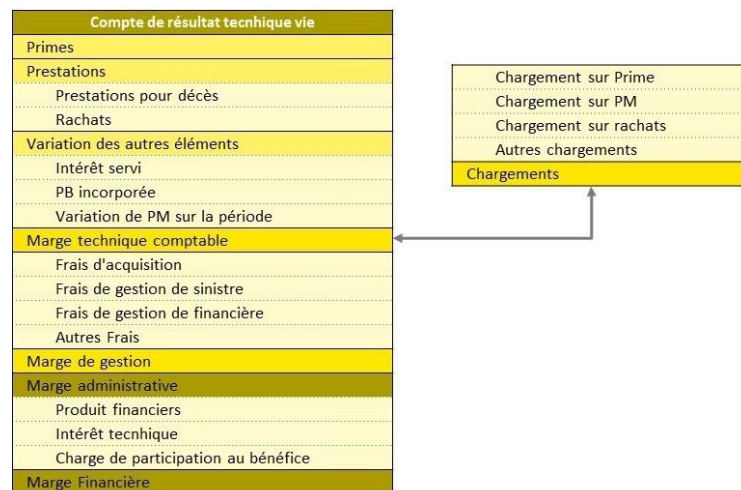 Compte de résultat tecnhique vie
Primes
Prestations
Prestations pour décès
Rachats
Variation des autres éléments
Intérêt servi
PB incorporée
Variation de PM sur la période
Marge technique comptable
Frais d'acquisition
Frais de gestion de sinistre
Frais de gestion de financière
Autres Frais
Marge de gestion
Marge administrative
Produit financiers
Intérêt tecnhique
Charge de participation au bénéfice
Marge Financière
Chargement sur Prime
Chargement sur PM
Chargement sur rachats
Autres chargements
Chargements